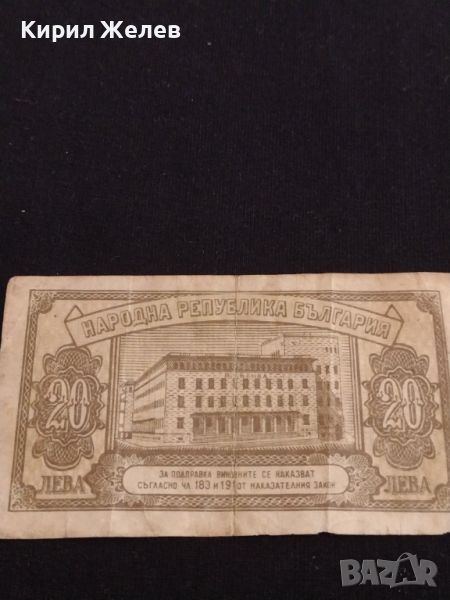 Кирил Желев
НАРОДНА РЕПУБЛИКА БЪЛГАРИЯ
20
20
ЛЕВА
ЛЕВА
ЗА ПОДПРАВКА ВИНОВНИТЕ СЕ НАКАЗВАТ
СЪГЛАСНО ЧЛ. 183 И 191 ОТ НАКАЗАТЕЛНИЯ ЗАКОН
BAZAR